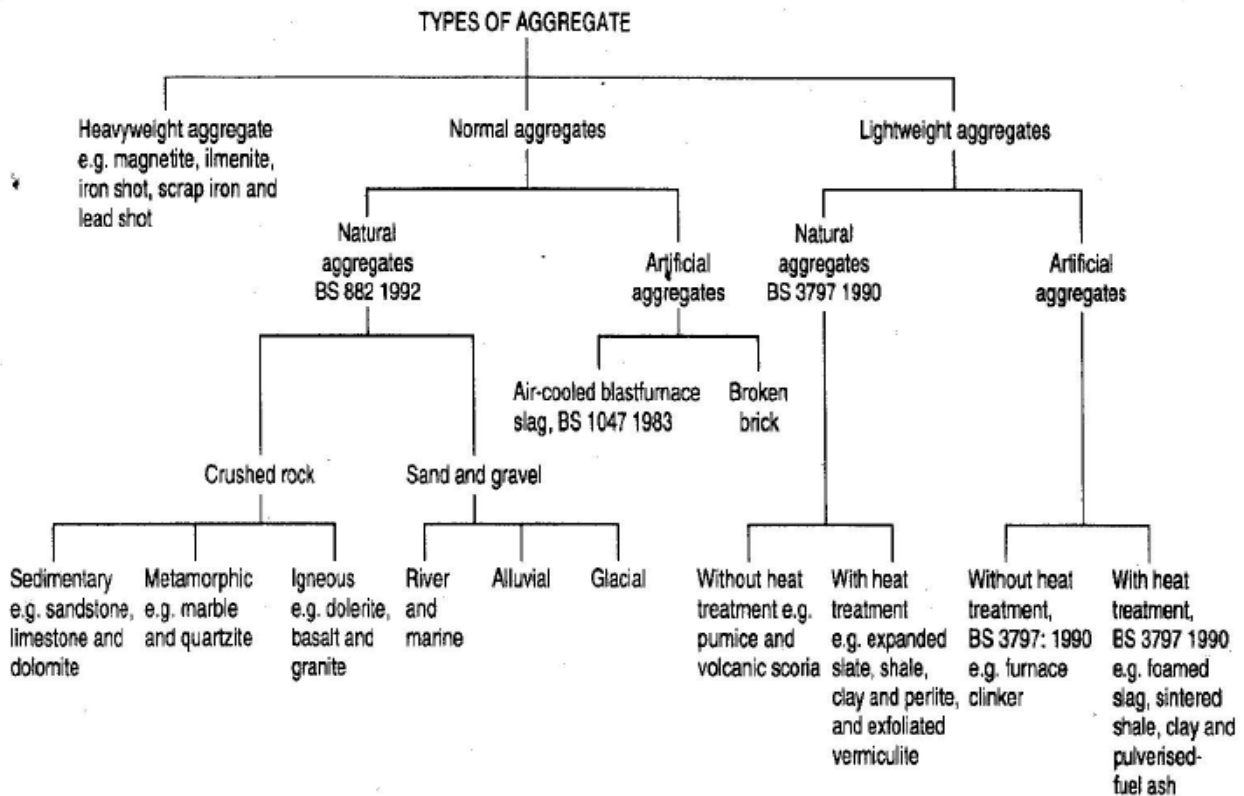 TYPES OF AGGREGATE
Heavyweight aggregate
e.g. magnetite, ilmenite,
iron shot, scrap iron and
lead shot
Normal aggregates
Lightweight aggregates
Natural
aggregates
BS 882 1992
Artificial
aggregates
Natural
aggregates
BS 3797 1990
Artificial
aggregates
Air-cooled blastfurnace
slag, BS 1047 1983
Broken
brick
Crushed rock
Sand and gravel
Sedimentary
e.g. sandstone,
limestone and
dolomite
Metamorphic
e.g. marble
and quartzite
Igneous
e.g. dolerite,
basalt and
granite
River
and
marine
Alluvial
Glacial
Without heat
treatment e.g.
pumice and
volcanic scoria
With heat
treatment
e.g. expanded
slate, shale,
clay and perlite,
and exfoliated
vermiculite
Without heat
treatment,
BS 3797: 1990
e.g. furnace
clinker
With heat
treatment,
BS 3797 1990
e.g. foamed
slag, sintered
shale, clay and
pulverised-
fuel ash